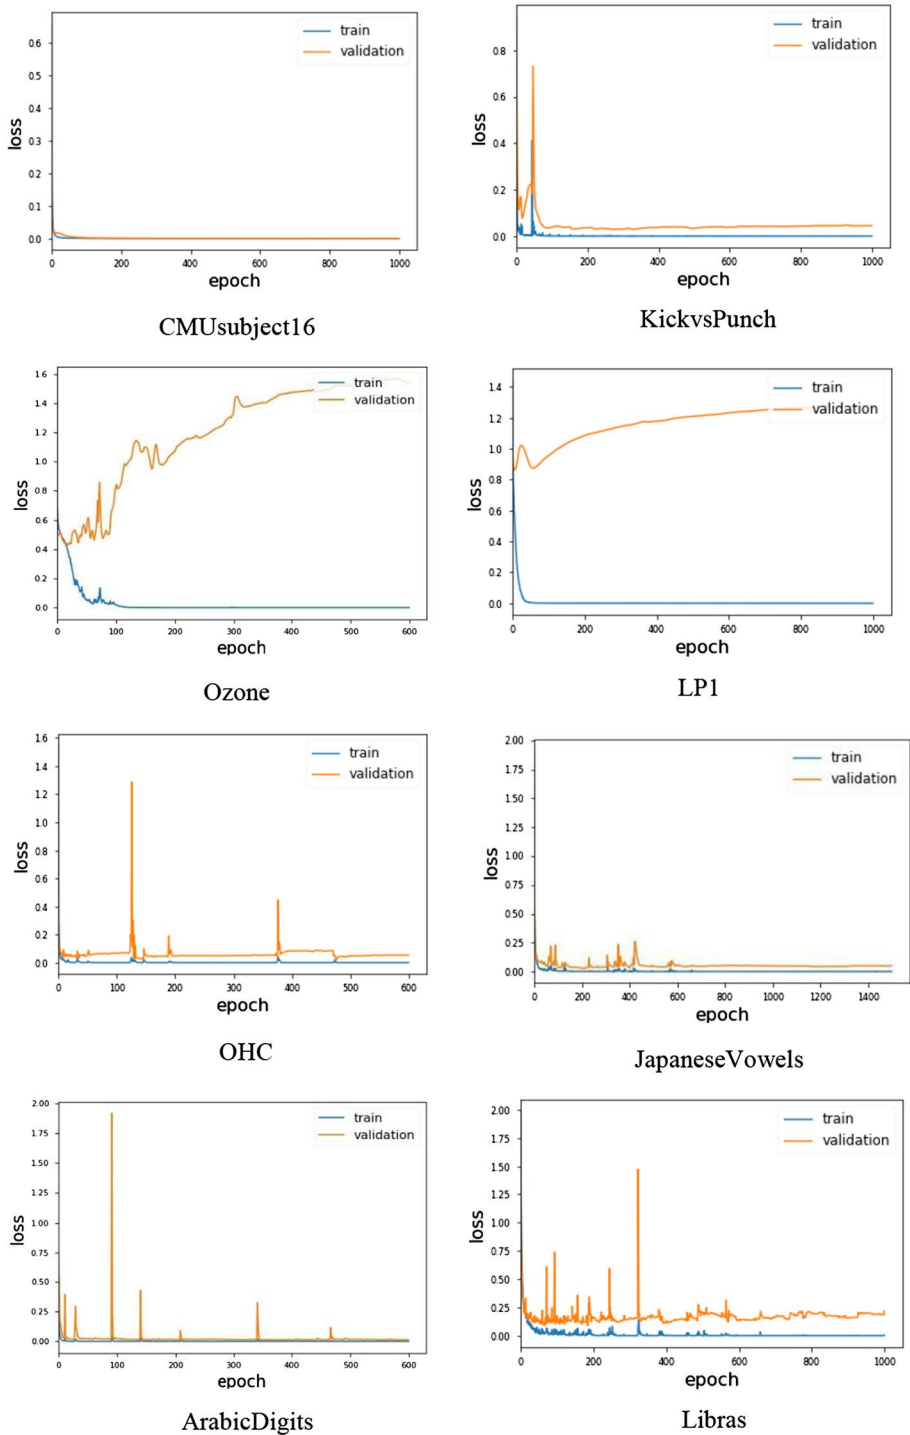 train
validation
loss
0.6
0.5
0.4
0.3
0.2
0.1
0.0
0 200 400 600 800 1000
epoch
CMUsubject16
train
validation
loss
0.8
0.6
0.4
0.2
0.0
0 200 400 600 800 1000
epoch
KickvsPunch
train
validation
loss
1.6
1.4
1.2
1.0
0.8
0.6
0.4
0.2
0.0
0 100 200 300 400 500 600
epoch
Ozone
train
validation
loss
1.4
1.2
1.0
0.8
0.6
0.4
0.2
0.0
0 200 400 600 800 1000
epoch
LP1
train
validation
loss
1.6
1.4
1.2
1.0
0.8
0.6
0.4
0.2
0.0
0 100 200 300 400 500 600
epoch
OHC
train
validation
loss
2.00
1.75
1.50
1.25
1.00
0.75
0.50
0.25
0.00
0 200 400 600 800 1000 1200 1400
epoch
JapaneseVowels
train
validation
loss
2.00
1.75
1.50
1.25
1.00
0.75
0.50
0.25
0.00
0 100 200 300 400 500 600
epoch
ArabicDigits
train
validation
loss
2.00
1.75
1.50
1.25
1.00
0.75
0.50
0.25
0.00
0 200 400 600 800 1000
epoch
Libras